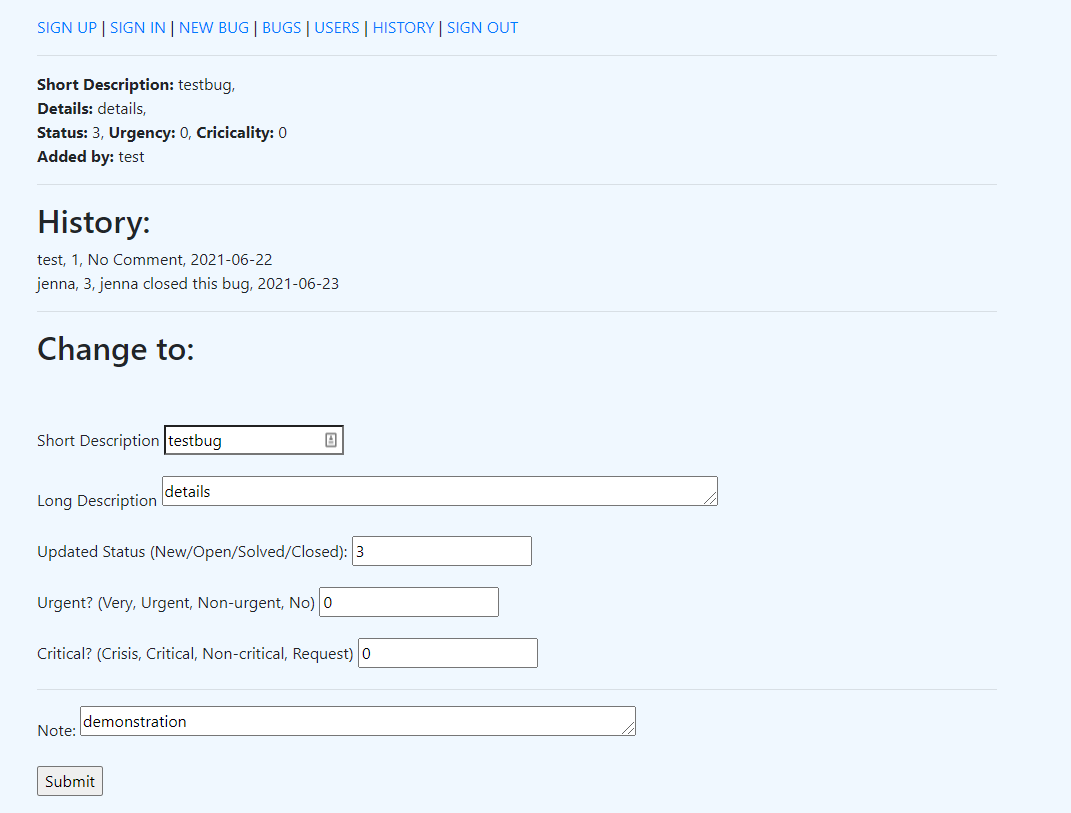 SIGN UP | SIGN IN | NEW BUG | BUGS | USERS | HISTORY | SIGN OUT
Short Description: testbug,
Details: details,
Status: 3, Urgency: 0, Cricicality: 0
Added by: test
History:
test, 1, No Comment, 2021-06-22
jenna, 3, jenna closed this bug, 2021-06-23
Change to:
Short Description testbug
Long Description details
Updated Status (New/Open/Solved/Closed): 3
Urgent? (Very, Urgent, Non-urgent, No) 0
Critical? (Crisis, Critical, Non-critical, Request) 0
Note: demonstration
Submit